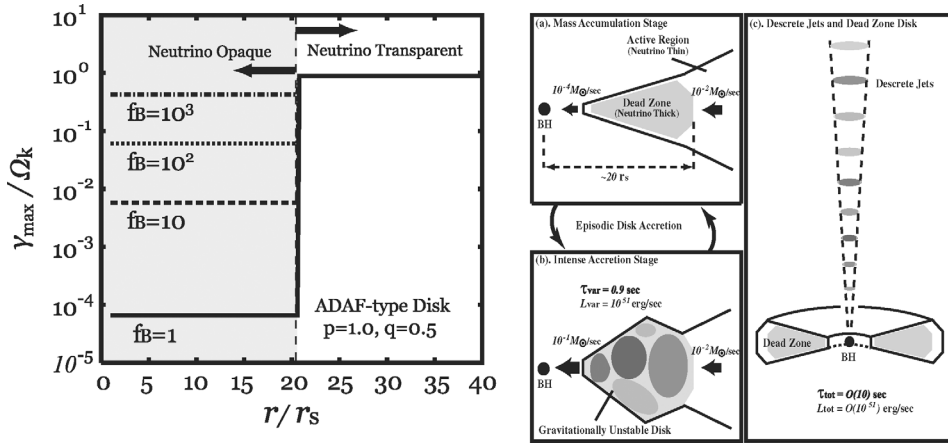 10^1
10^0
10^-1
10^-2
10^-3
10^-4
10^-5
γmax / Ωk
Neutrino Opaque
Neutrino Transparent
fB=10^3
fB=10^2
fB=10
fB=1
ADAF-type Disk
p=1.0, q=0.5
0 5 10 15 20 25 30 35 40
r/rs
(a). Mass Accumulation Stage
Active Region
(Neutrino Thin)
10^-4M⊙/sec
10^-2M⊙/sec
Dead Zone
(Neutrino Thick)
BH
~20 rs
Episodic Disk Accretion
(b). Intense Accretion Stage
τvar = 0.9 sec
Lvar = 10^51 erg/sec
10^-1M⊙/sec
10^-2M⊙/sec
BH
Gravitationally Unstable Disk
(c). Descrete Jets and Dead Zone Disk
Descrete Jets
Dead Zone
BH
τtot = O(10) sec
Ltot = O(10^51) erg/sec